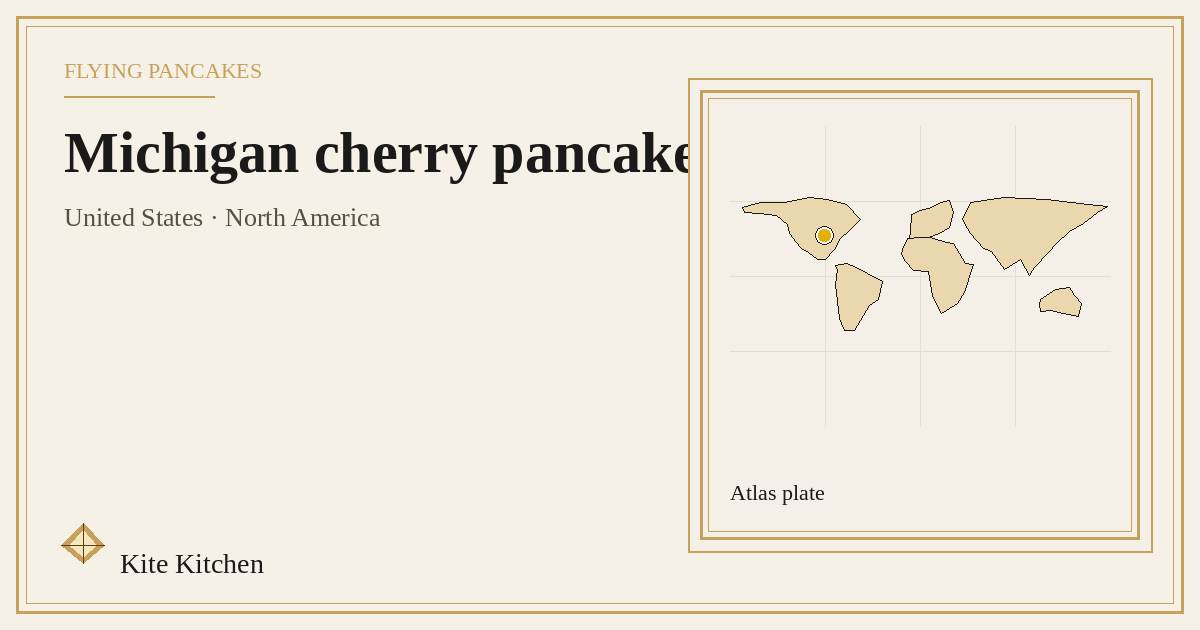 FLYING PANCAKES
Michigan cherry pancake
United States · North America
Atlas plate
Kite Kitchen